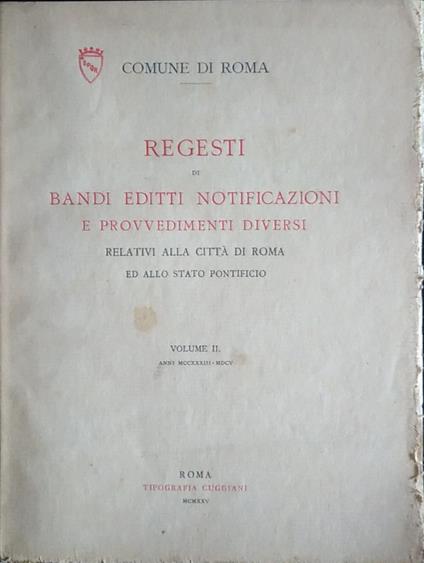 SPQR
COMUNE DI ROMA
REGESTI
DI
BANDI EDITTI NOTIFICAZIONI
E PROVVEDIMENTI DIVERSI
RELATIVI ALLA CITTÀ DI ROMA
ED ALLO STATO PONTIFICIO
VOLUME II.
ANNI MCCXXXIII-MDCV
ROMA
TIPOGRAFIA CUGGIANI
MCMXXV